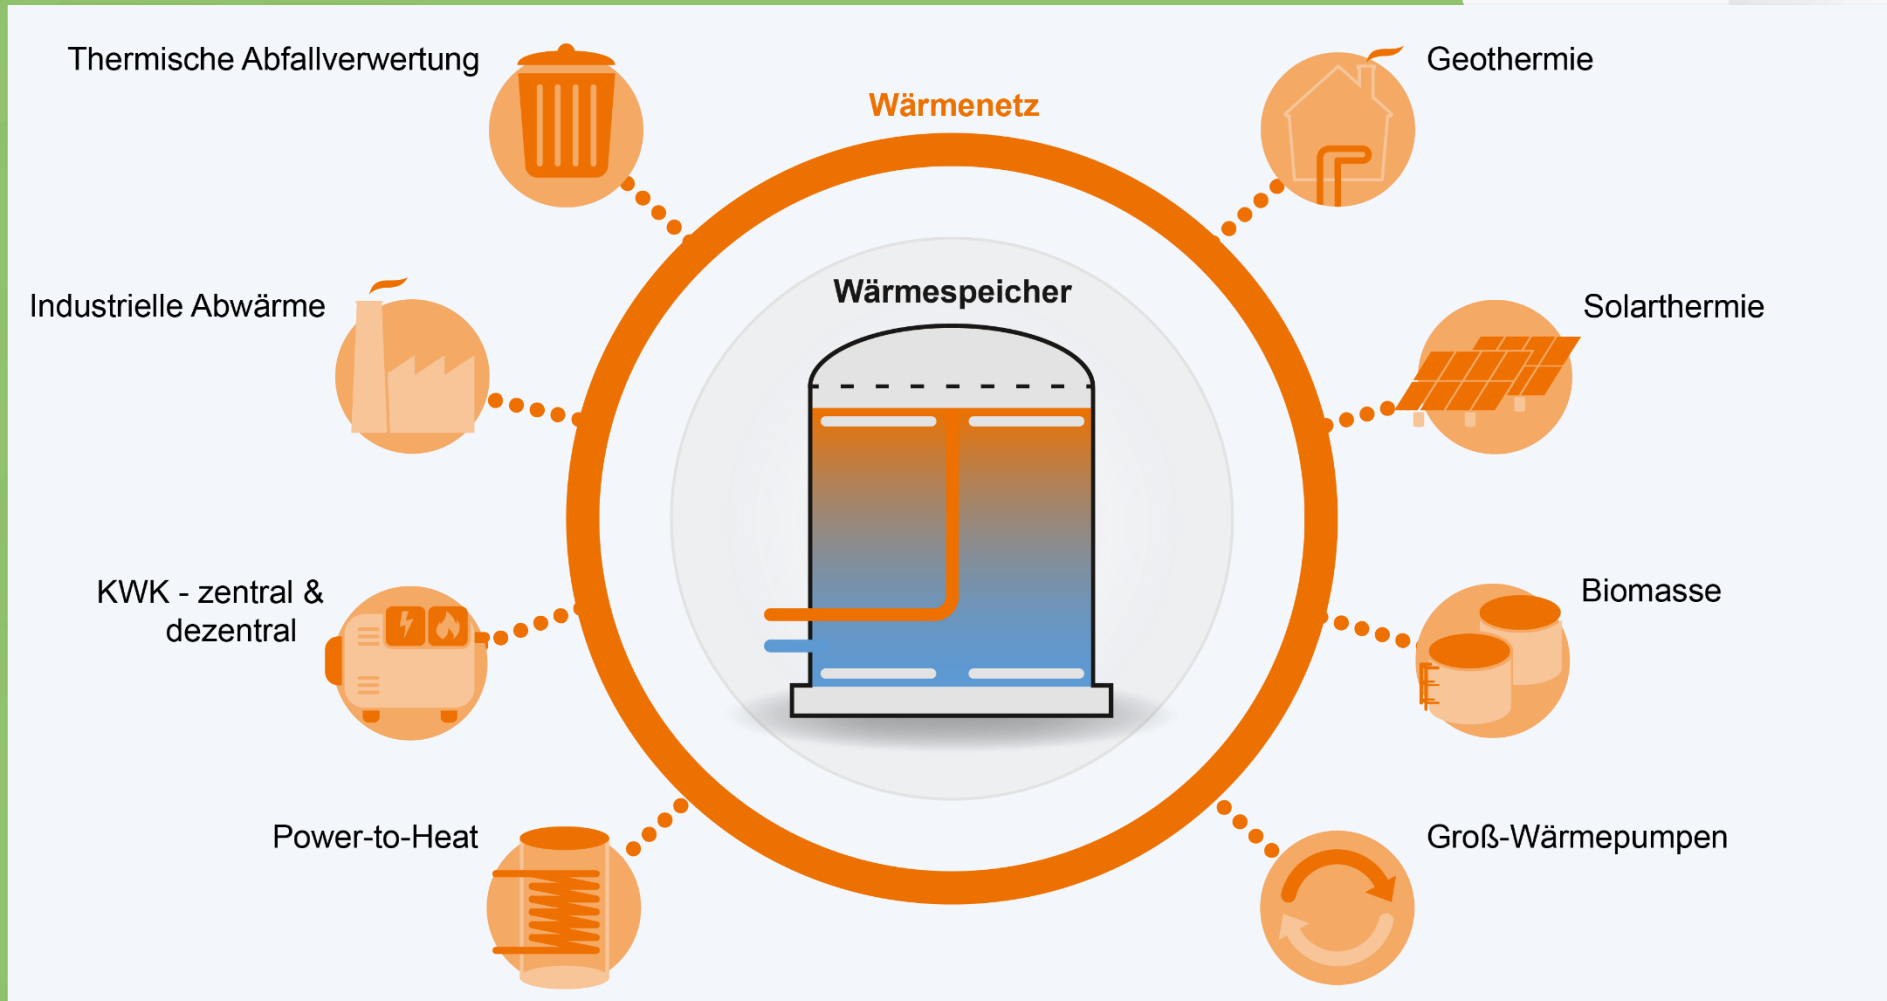 Thermische Abfallverwertung
Geothermie
Wärmenetz
Wärmespeicher
Industrielle Abwärme
Solarthermie
KWK - zentral &
dezentral
Biomasse
Power-to-Heat
Groß-Wärmepumpen